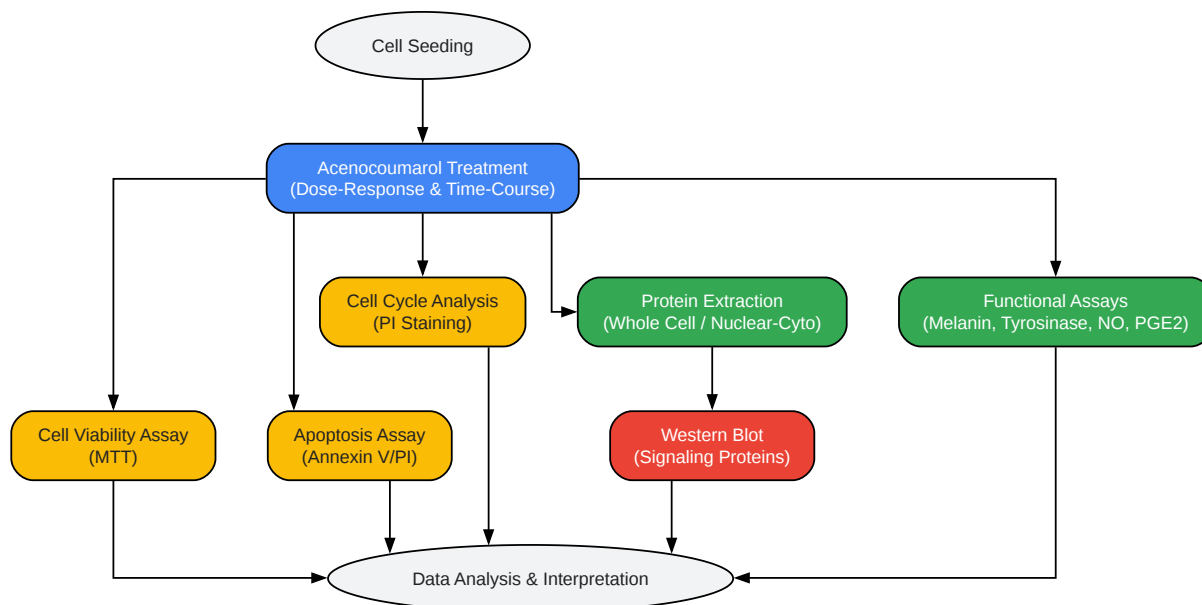 Cell Seeding
Acenocoumarol Treatment
(Dose-Response & Time-Course)
Cell Cycle Analysis
(PI Staining)
Protein Extraction
(Whole Cell / Nuclear-Cyto)
Functional Assays
(Melanin, Tyrosinase, NO, PGE2)
Cell Viability Assay
(MTT)
Apoptosis Assay
(Annexin V/PI)
Western Blot
(Signaling Proteins)
Data Analysis & Interpretation